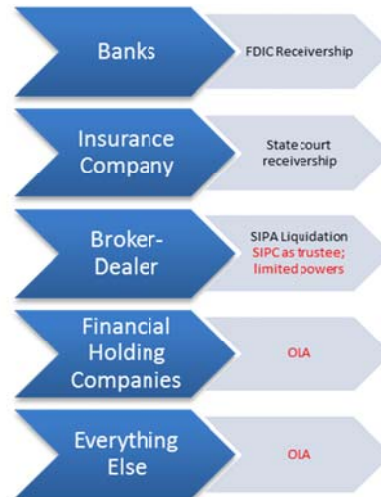 Banks
FDIC Receivership
Insurance
Company
State court
receivership
Broker-
Dealer
SIPA Liquidation
SIPC as trustee;
limited powers
Financial
Holding
Companies
OLA
Everything
Else
OLA